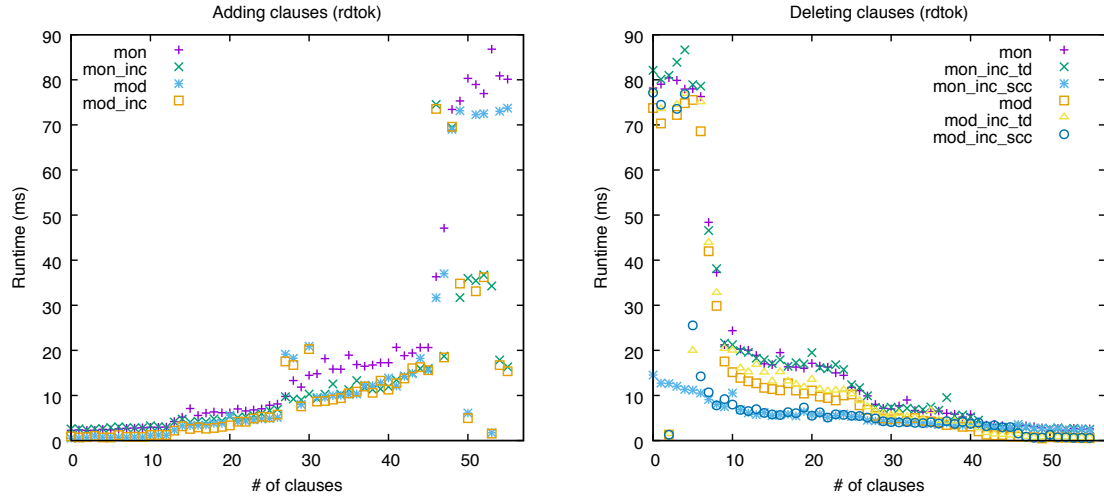 Adding clauses (rdtok)
Runtime (ms)
90
80
70
60
50
40
30
20
10
0
mon
mon_inc
mod
mod_inc
0 10 20 30 40 50
# of clauses
Deleting clauses (rdtok)
Runtime (ms)
90
80
70
60
50
40
30
20
10
0
mon
mon_inc_td
mon_inc_scc
mod
mod_inc_td
mod_inc_scc
0 10 20 30 40 50
# of clauses